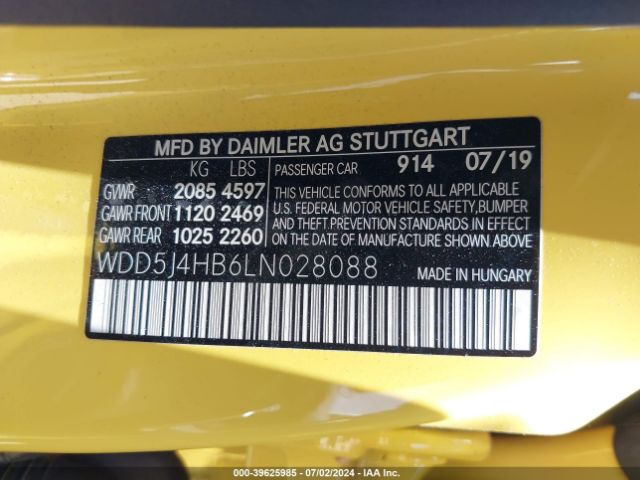 MFD BY DAIMLER AG STUTTGART
KG LBS PASSENGER CAR 914 07/19
GVWR 2085 4597
GAWR FRONT 1120 2469
GAWR REAR 1025 2260
THIS VEHICLE CONFORMS TO ALL APPLICABLE
U.S. FEDERAL MOTOR VEHICLE SAFETY, BUMPER
AND THEFT PREVENTION STANDARDS IN EFFECT
ON THE DATE OF MANUFACTURE SHOWN ABOVE
WDD5J4HB6LN028088 MADE IN HUNGARY
000-39625985 | 07/02/2024 | IAA Inc.